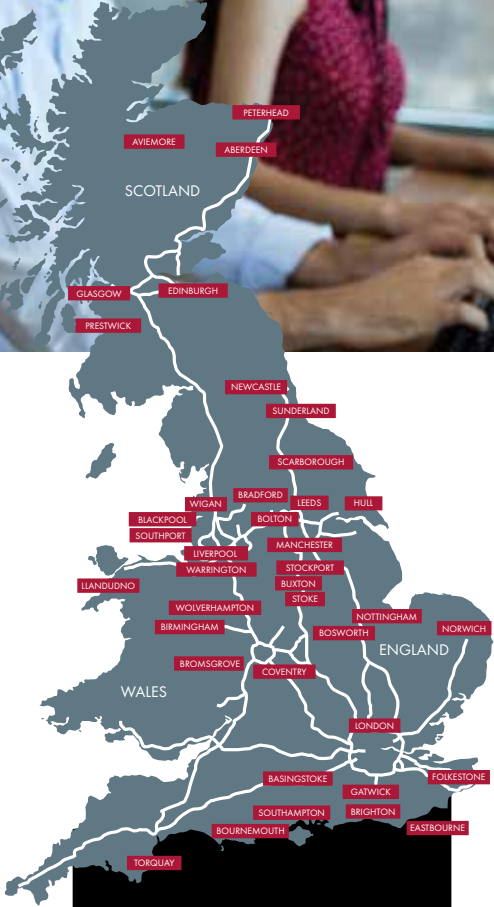 PETERHEAD
AVIEMORE
ABERDEEN
SCOTLAND
GLASGOW
EDINBURGH
PRESTWICK
NEWCASTLE
SUNDERLAND
SCARBOROUGH
BRADFORD
WIGAN
LEEDS
HULL
BLACKPOOL
BOLTON
SOUTHPORT
MANCHESTER
LIVERPOOL
WARRINGTON
STOCKPORT
LLANDUDNO
BUXTON
STOKE
WOLVERHAMPTON
NOTTINGHAM
BIRMINGHAM
BOSWORTH
NORWICH
ENGLAND
BROMSGROVE
COVENTRY
WALES
LONDON
BASINGSTOKE
FOLKESTONE
GATWICK
SOUTHAMPTON
BRIGHTON
BOURNEMOUTH
EASTBOURNE
TORQUAY